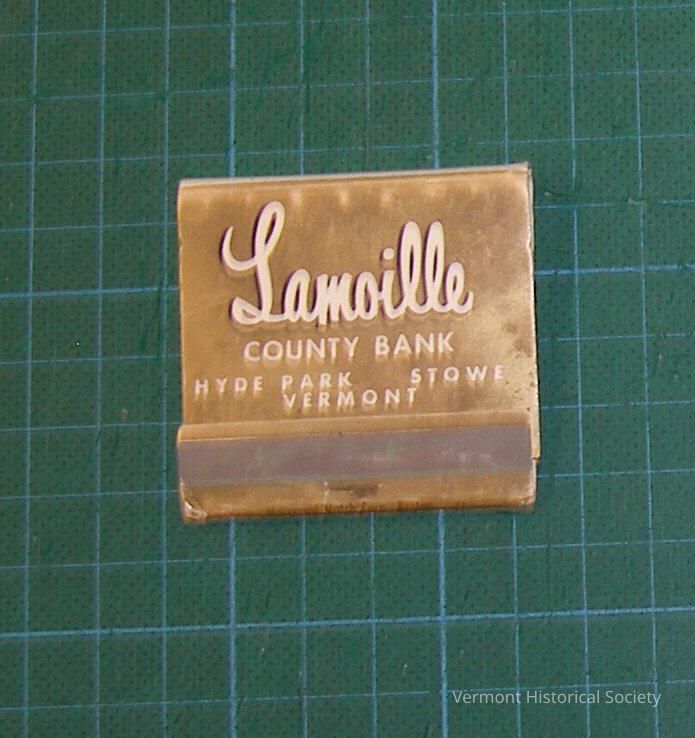 Lamoille
COUNTY BANK
HYDE PARK STOWE
VERMONT
Vermont Historical Society